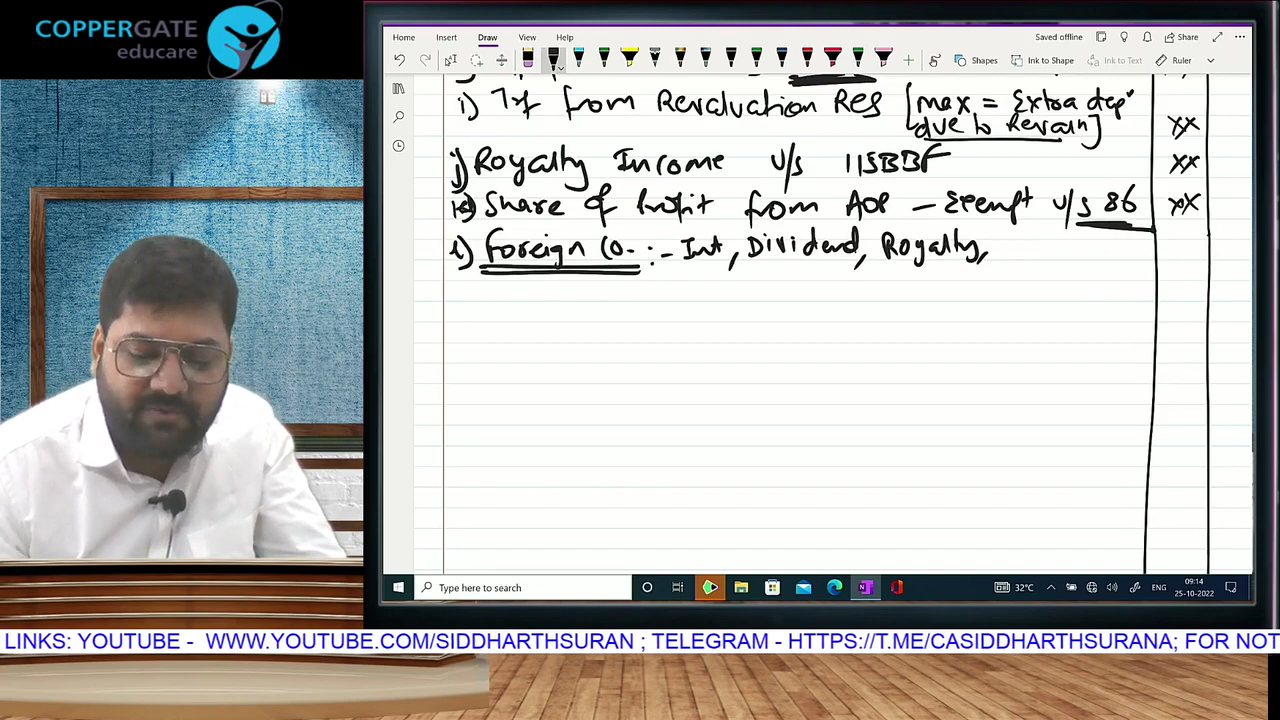 COPPERGATE
educare
Home Insert Draw View Help
Saved offline
Share
Shapes
Ink to Shape
Ink to Text
Ruler
i) Trf from Revaluation Res [max = Extra dep^n
due to Revaln] xx
j) Royalty Income u/s 115BBF xx
k) Share of Profit from AOP – Exempt u/s 86 xx
l) Foreign Co. :- Int, Dividend, Royalty,
Type here to search
32°C
ENG
09:14
25-10-2022
LINKS: YOUTUBE - WWW.YOUTUBE.COM/SIDDHARTHSURAN ; TELEGRAM - HTTPS://T.ME/CASIDDHARTHSURANA; FOR NOT